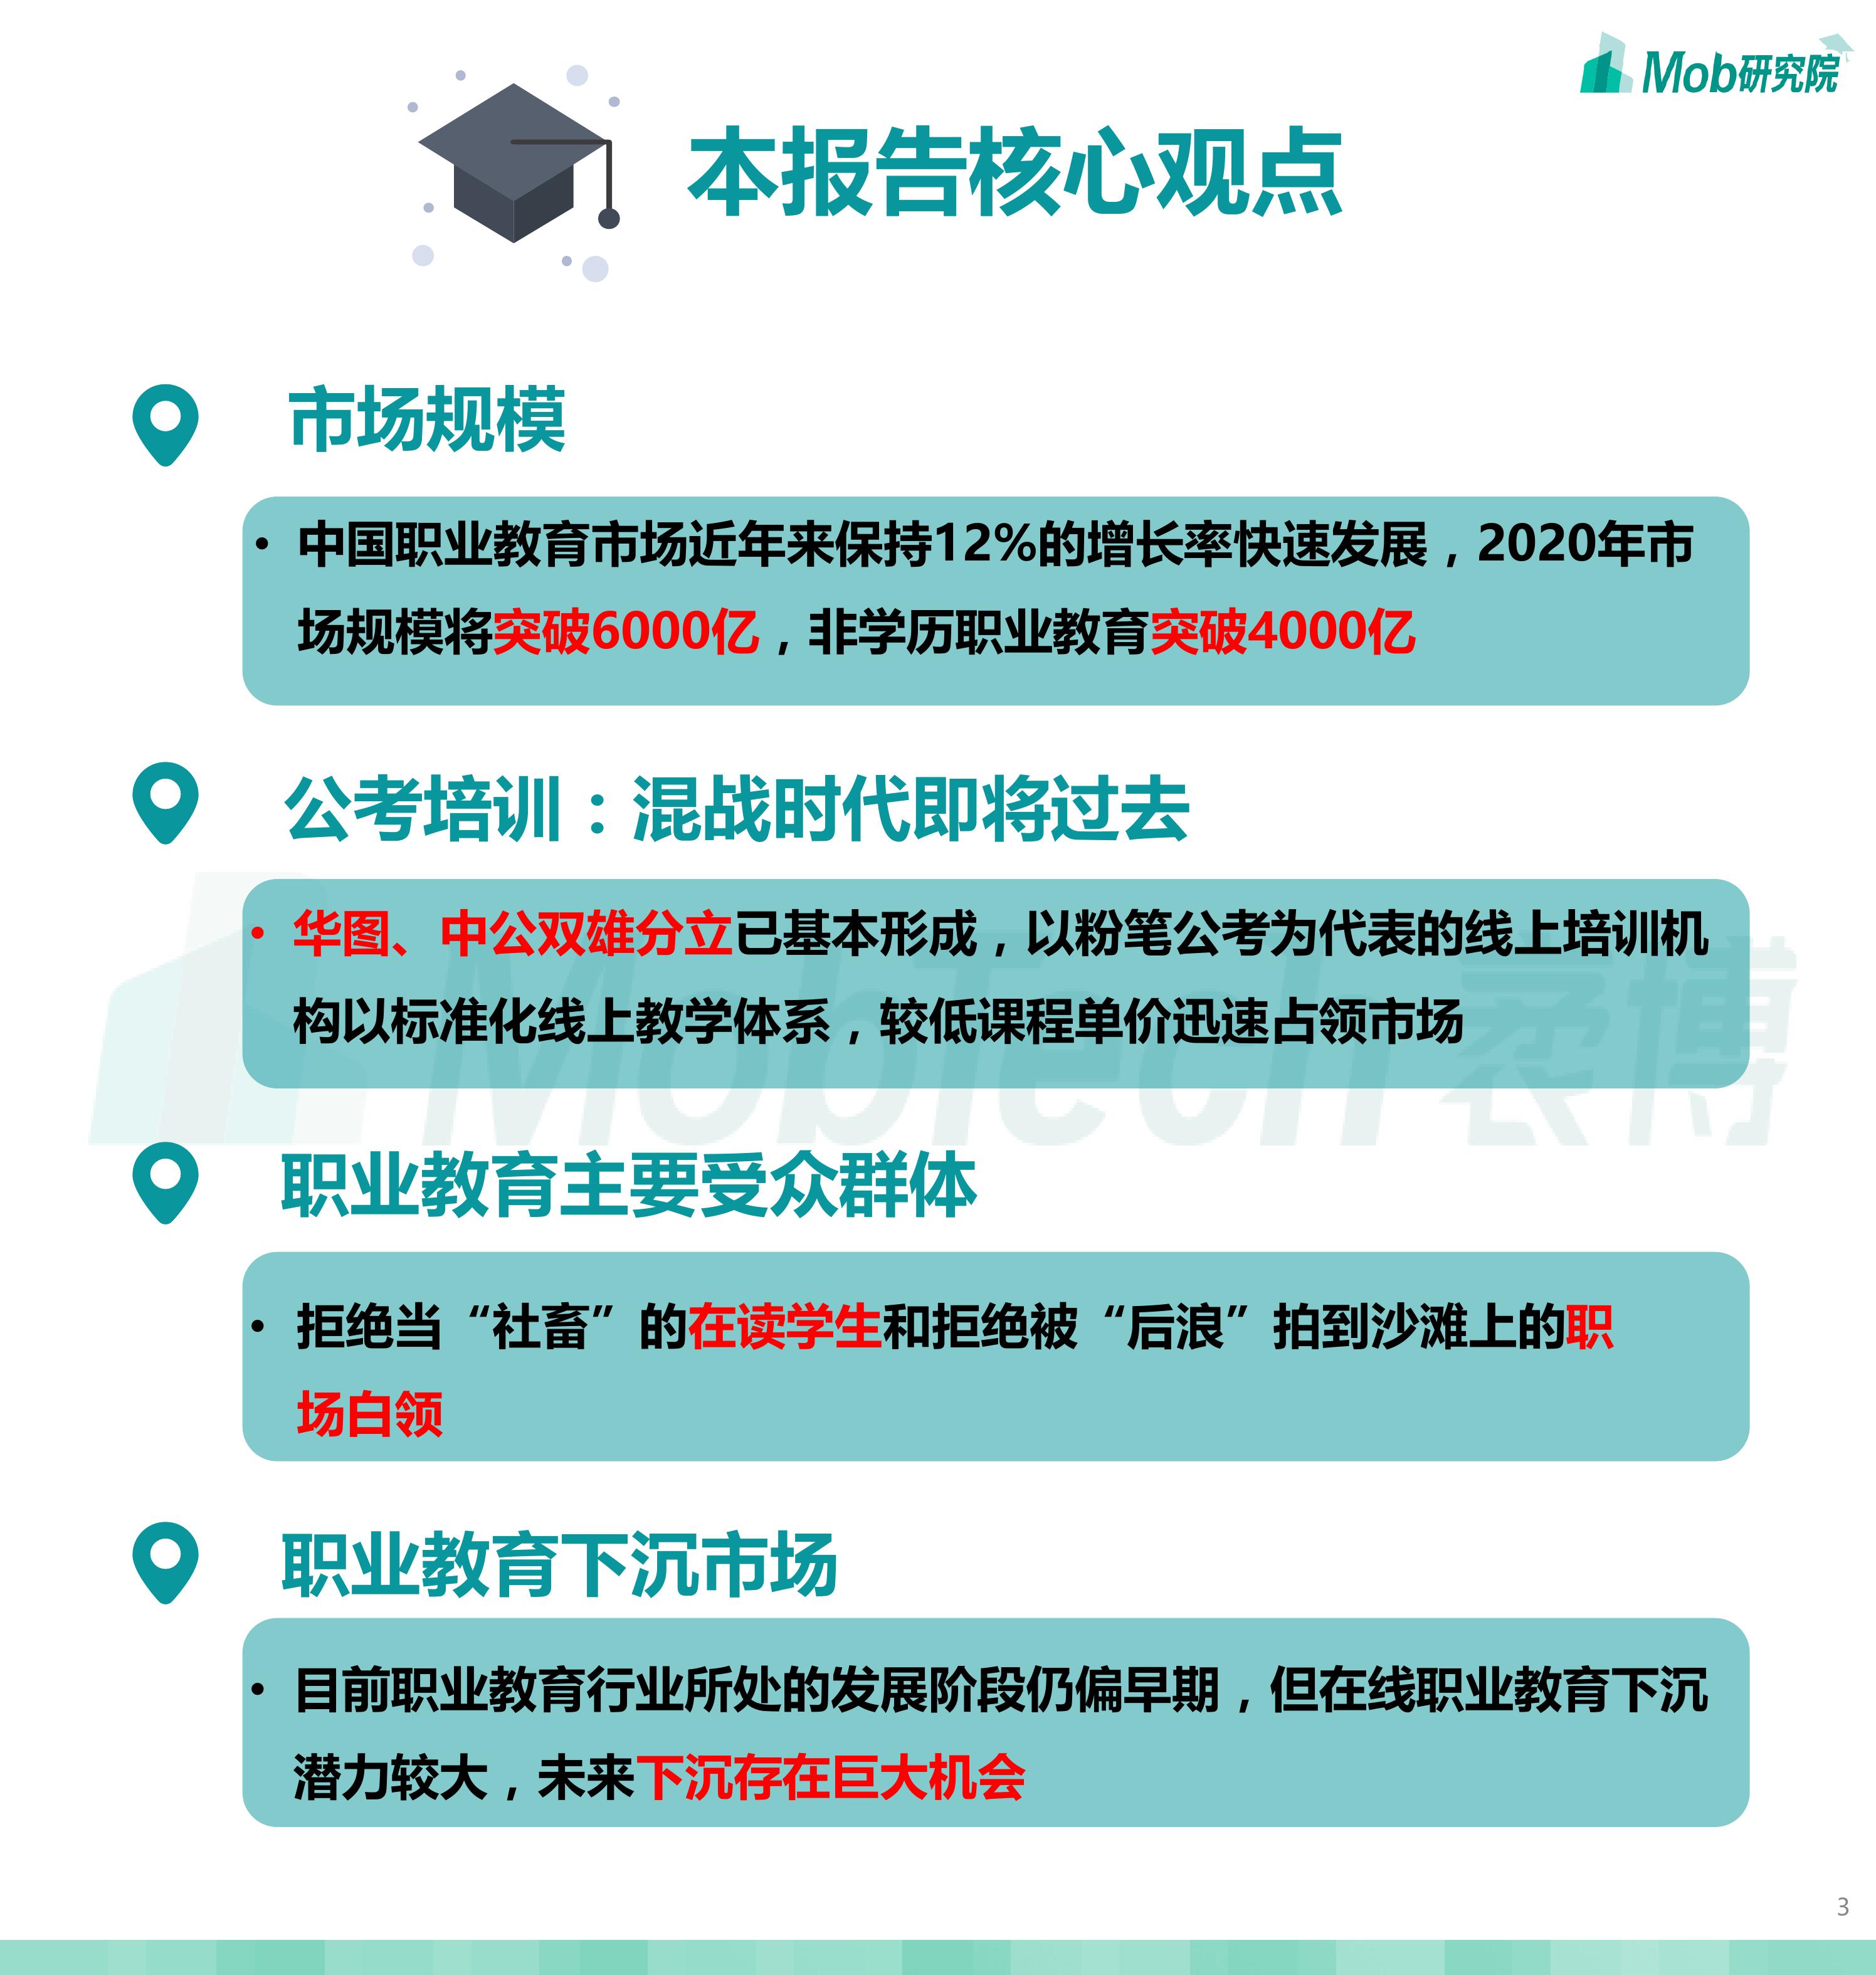 Mob研究院
本报告核心观点
市场规模
• 中国职业教育市场近年来保持12%的增长率快速发展，2020年市
场规模将突破6000亿，非学历职业教育突破4000亿
公考培训：混战时代即将过去
• 华图、中公双雄分立已基本形成，以粉笔公考为代表的线上培训机
构以标准化线上教学体系，较低课程单价迅速占领市场
MobTech 袤博
职业教育主要受众群体
• 拒绝当“社畜”的在读学生和拒绝被“后浪”拍到沙滩上的职
场白领
职业教育下沉市场
• 目前职业教育行业所处的发展阶段仍偏早期，但在线职业教育下沉
潜力较大，未来下沉存在巨大机会
3